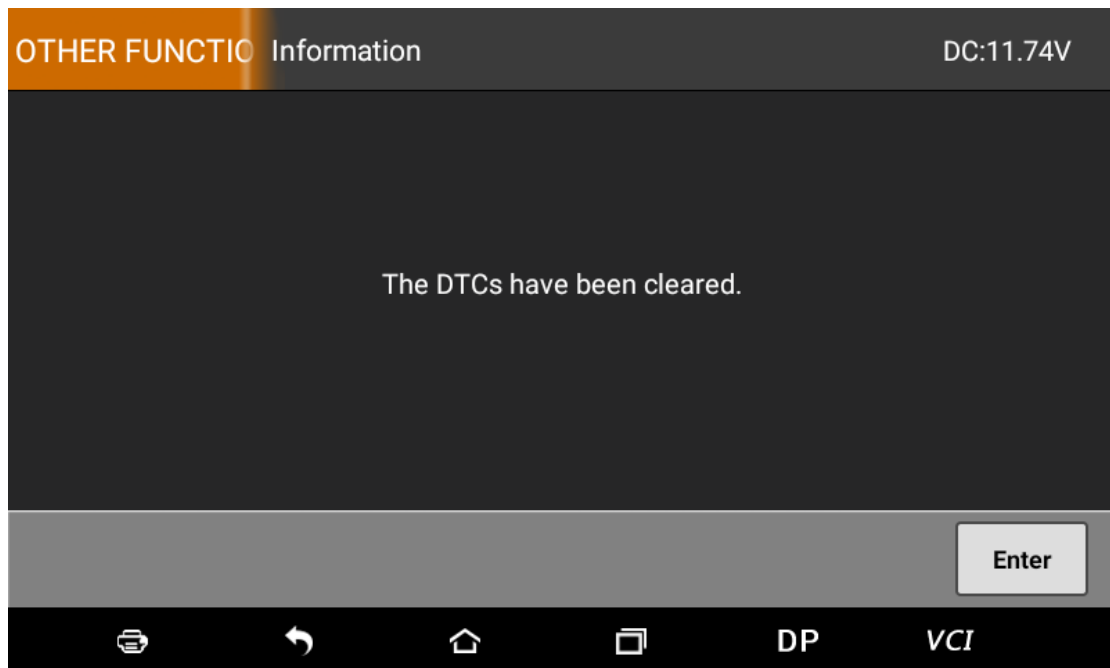 OTHER FUNCTIO Information DC:11.74V
The DTCs have been cleared.
Enter
DP VCI